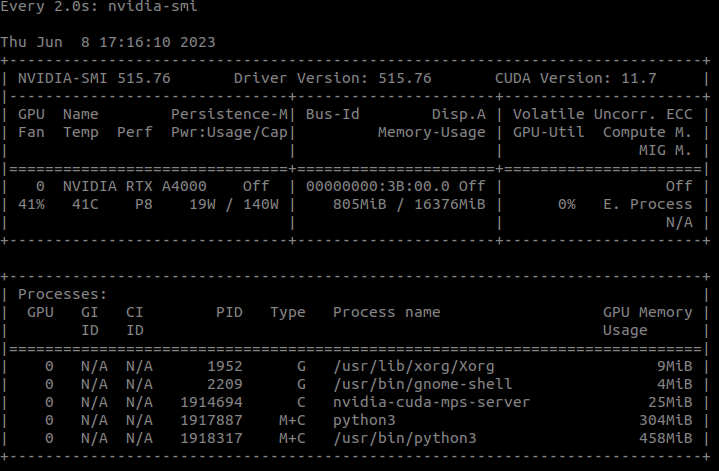 Every 2.0s: nvidia-smi
Thu Jun  8 17:16:10 2023
+-----------------------------------------------------------------------------+
| NVIDIA-SMI 515.76       Driver Version: 515.76       CUDA Version: 11.7     |
|-------------------------------+----------------------+----------------------+
| GPU  Name        Persistence-M| Bus-Id        Disp.A | Volatile Uncorr. ECC |
| Fan  Temp  Perf  Pwr:Usage/Cap|         Memory-Usage | GPU-Util  Compute M. |
|                               |                      |               MIG M. |
|===============================+======================+======================|
|   0  NVIDIA RTX A4000    Off  | 00000000:3B:00.0 Off |                  Off |
| 41%   41C    P8    19W / 140W |    805MiB / 16376MiB |      0%   E. Process |
|                               |                      |                  N/A |
+-------------------------------+----------------------+----------------------+
+-----------------------------------------------------------------------------+
| Processes:                                                                  |
|  GPU   GI   CI        PID   Type   Process name                  GPU Memory |
|        ID   ID                                                   Usage      |
|=============================================================================|
|    0   N/A  N/A      1952      G   /usr/lib/xorg/Xorg                  9MiB |
|    0   N/A  N/A      2209      G   /usr/bin/gnome-shell                4MiB |
|    0   N/A  N/A   1914694      C   nvidia-cuda-mps-server             25MiB |
|    0   N/A  N/A   1917887    M+C   python3                           304MiB |
|    0   N/A  N/A   1918317    M+C   /usr/bin/python3                  458MiB |
+-----------------------------------------------------------------------------+